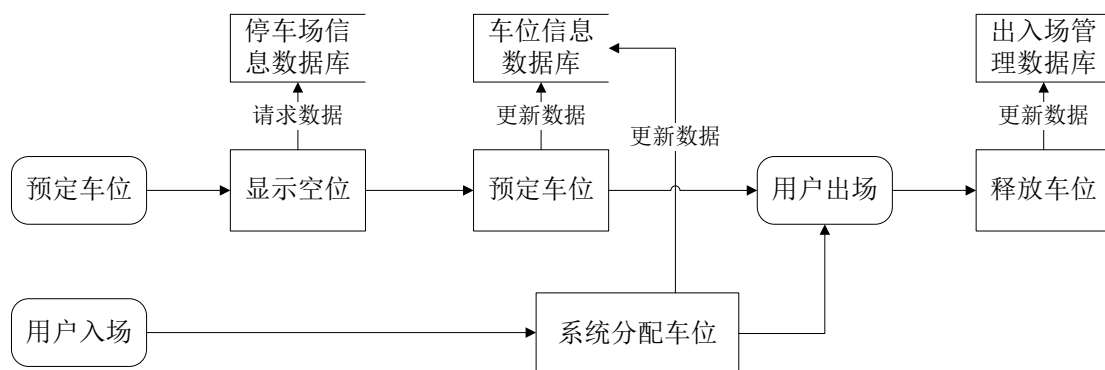 停车场信
息数据库
车位信息
数据库
出入场管
理数据库
请求数据
更新数据
更新数据
更新数据
预定车位
显示空位
预定车位
用户出场
释放车位
用户入场
系统分配车位